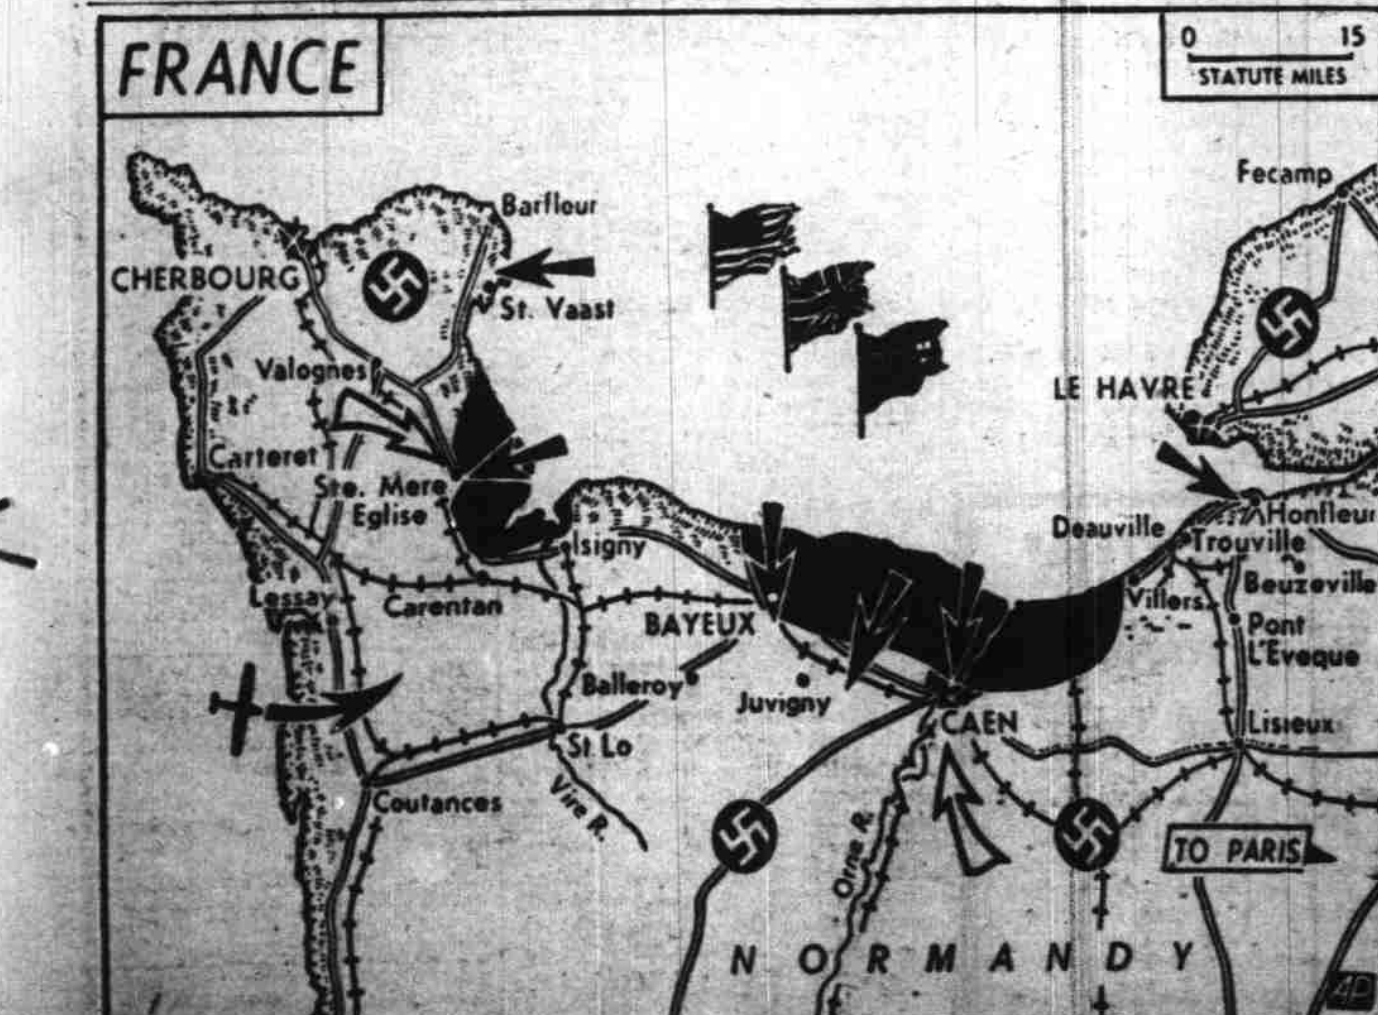 FRANCE
0 15
STATUTE MILES
Fecamp
Barfleur
CHERBOURG
St. Vaast
Valognes
LE HAVRE
Carteret
Ste. Mere
Eglise
Honfleur
Deauville
Trouville
Isigny
Beuzeville
Lessay
Carentan
Villers
BAYEUX
Pont
L'Eveque
Balleroy
Juvigny
CAEN
Lisieux
St. Lo
Coutances
Vire R.
Orne R.
TO PARIS
NORMANDY
AP